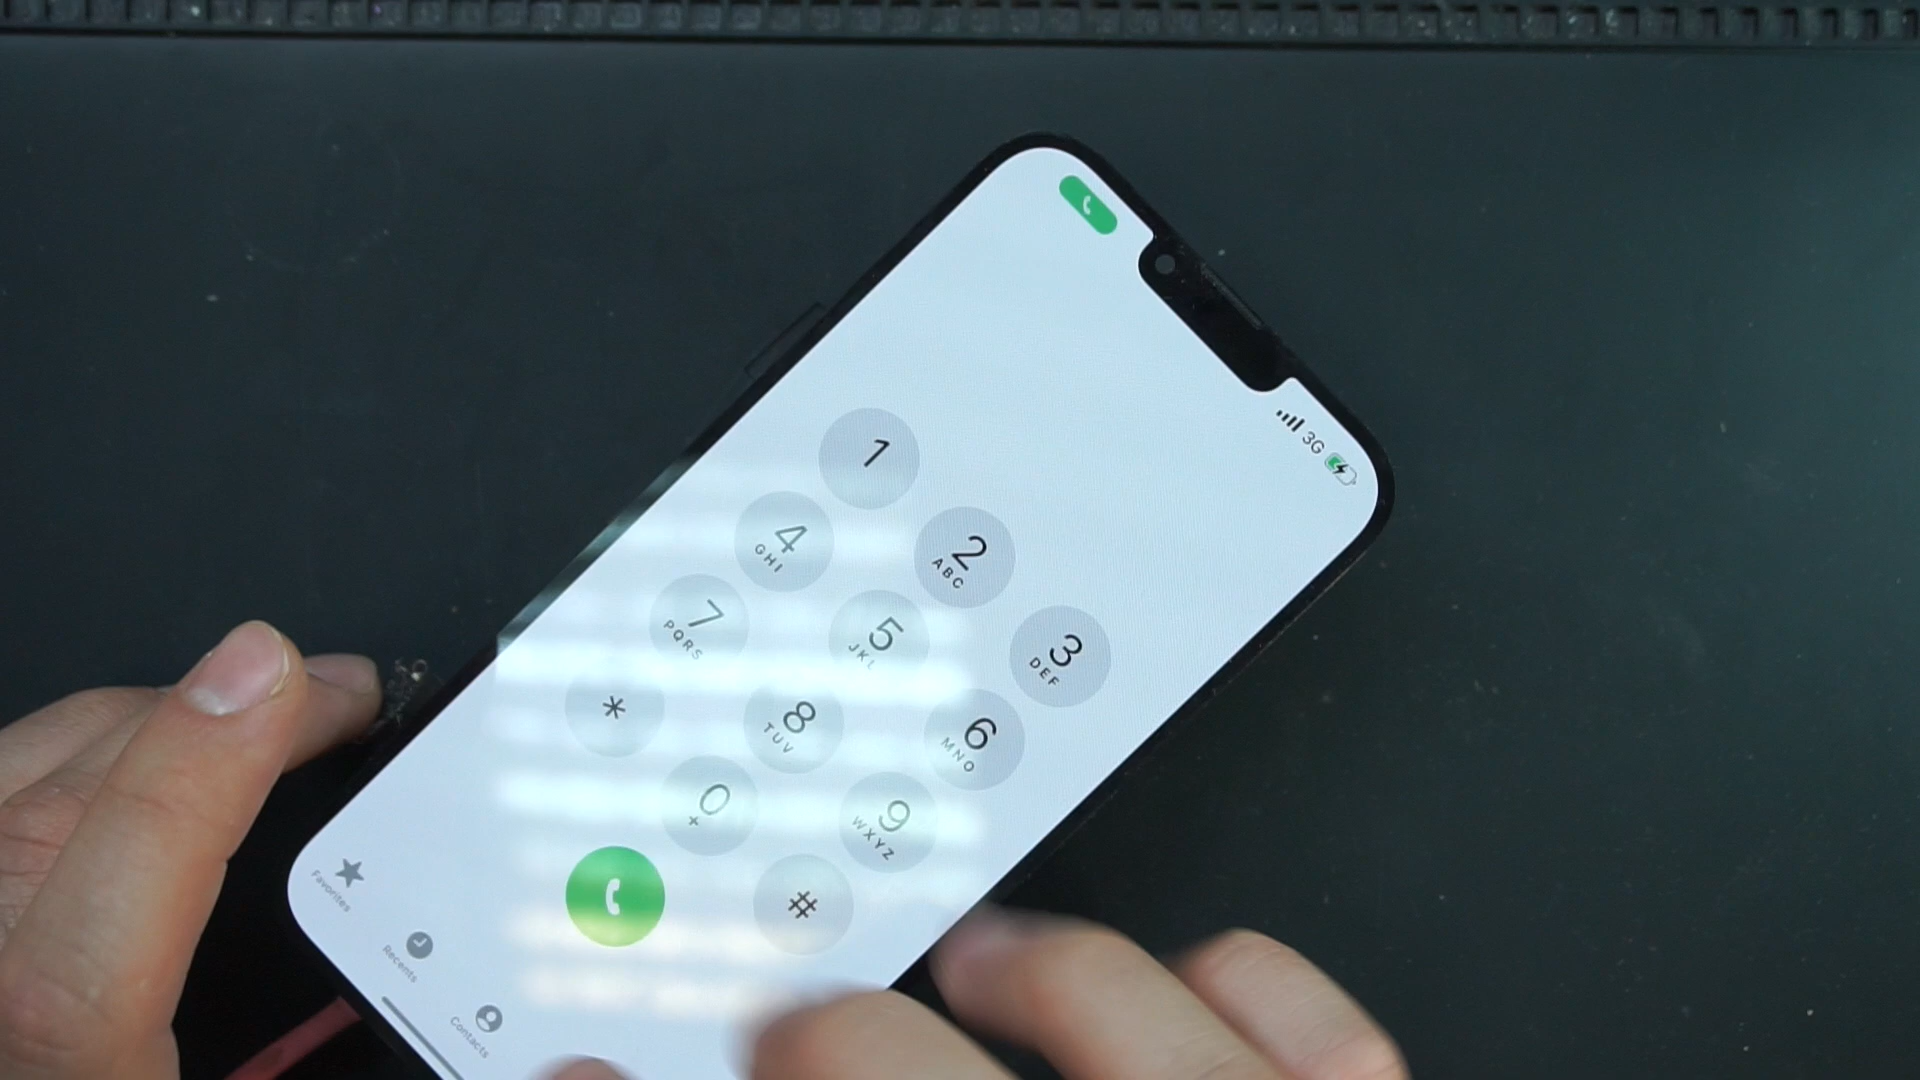 3G
1
2
ABC
3
DEF
4
GHI
5
JKL
6
MNO
7
PQRS
8
TUV
9
WXYZ
*
0
+
#
Favorites
Recents
Contacts